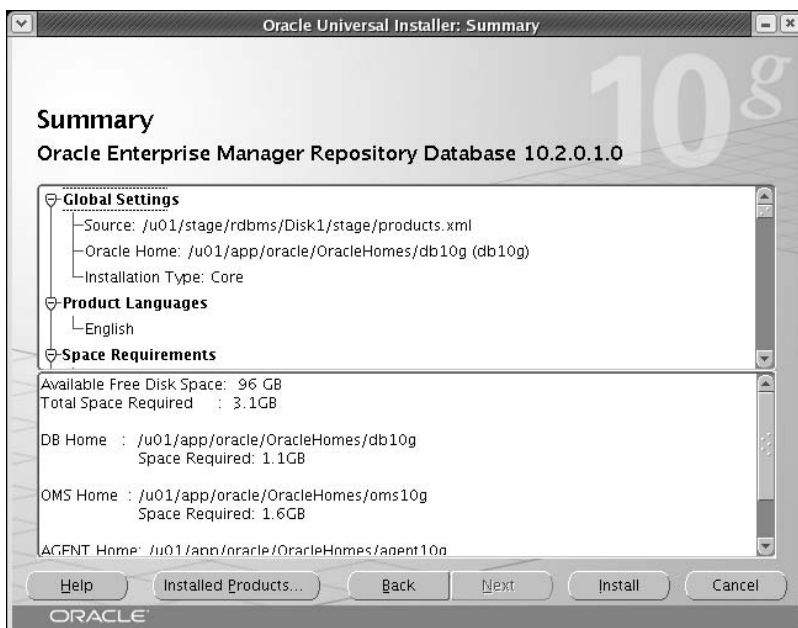 Oracle Universal Installer: Summary
10g
Summary
Oracle Enterprise Manager Repository Database 10.2.0.1.0
Global Settings
Source: /u01/stage/rdbms/Disk1/stage/products.xml
Oracle Home: /u01/app/oracle/OracleHomes/db10g (db10g)
Installation Type: Core
Product Languages
English
Space Requirements
Available Free Disk Space: 96 GB
Total Space Required : 3.1GB
DB Home : /u01/app/oracle/OracleHomes/db10g
Space Required: 1.1GB
OMS Home : /u01/app/oracle/OracleHomes/oms10g
Space Required: 1.6GB
AGENT Home: /u01/app/oracle/OracleHomes/agent10g
Help Installed Products... Back Next Install Cancel
ORACLE